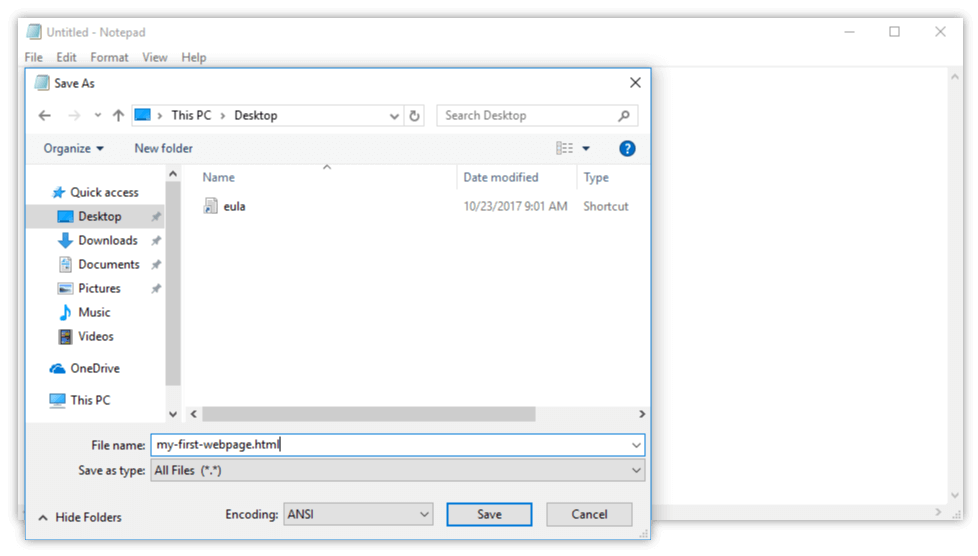 Untitled - Notepad
File Edit Format View Help
Save As
This PC > Desktop
Search Desktop
Organize
New folder
?
Name
Date modified
Type
Quick access
eula
10/23/2017 9:01 AM
Shortcut
Desktop
Downloads
Documents
Pictures
Music
Videos
OneDrive
This PC
File name: my-first-webpage.html
Save as type: All Files (*.*)
Hide Folders
Encoding: ANSI
Save
Cancel